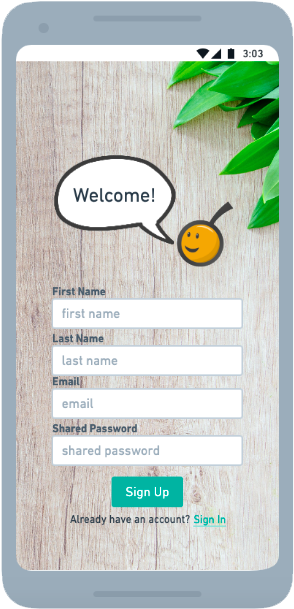 3:03
Welcome!
First Name
first name
Last Name
last name
Email
email
Shared Password
shared password
Sign Up
Already have an account? Sign In